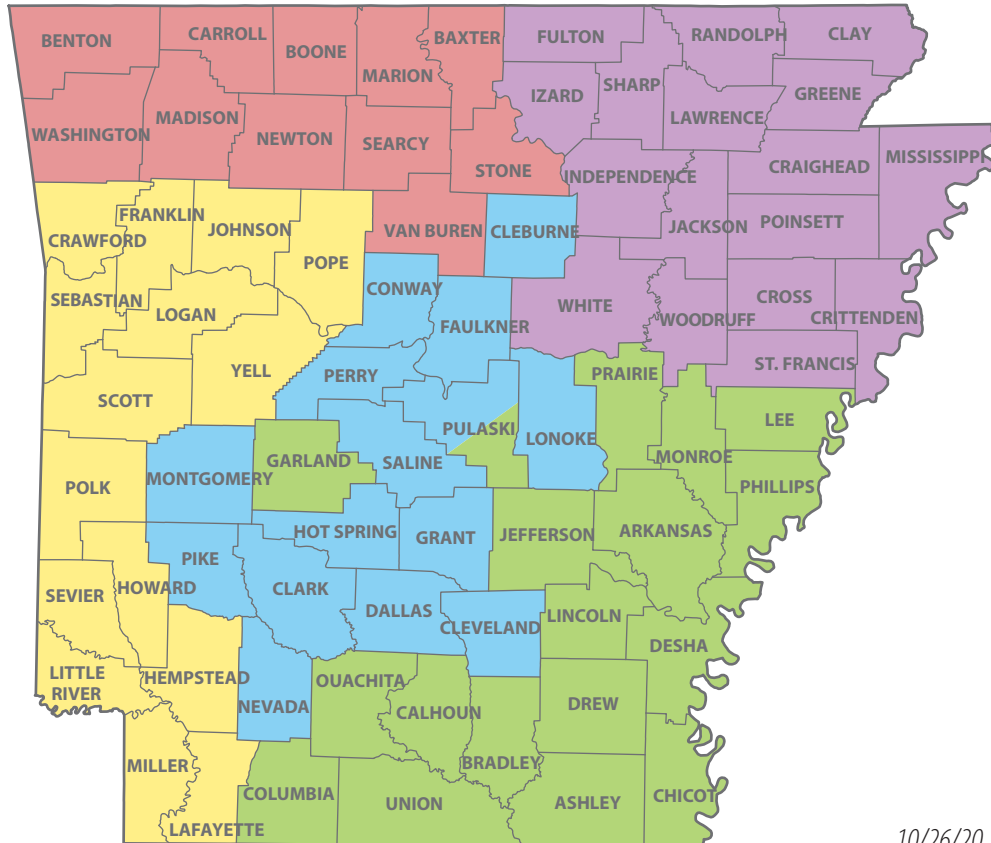 BENTON
CARROLL
BOONE
MARION
BAXTER
FULTON
RANDOLPH
CLAY
WASHINGTON
MADISON
NEWTON
SEARCY
STONE
IZARD
SHARP
LAWRENCE
GREENE
INDEPENDENCE
CRAIGHEAD
MISSISSIPPI
CRAWFORD
FRANKLIN
JOHNSON
POPE
VAN BUREN
CLEBURNE
JACKSON
POINSETT
SEBASTIAN
LOGAN
CONWAY
FAULKNER
WHITE
WOODRUFF
CROSS
CRITTENDEN
SCOTT
YELL
PERRY
PULASKI
LONOKE
PRAIRIE
ST. FRANCIS
LEE
POLK
MONTGOMERY
GARLAND
SALINE
MONROE
PHILLIPS
HOT SPRING
GRANT
JEFFERSON
ARKANSAS
SEVIER
HOWARD
PIKE
CLARK
DALLAS
CLEVELAND
LINCOLN
DESHA
LITTLE
RIVER
HEMPSTEAD
NEVADA
OUACHITA
CALHOUN
BRADLEY
DREW
MILLER
LAFAYETTE
COLUMBIA
UNION
ASHLEY
CHICOT
10/26/20